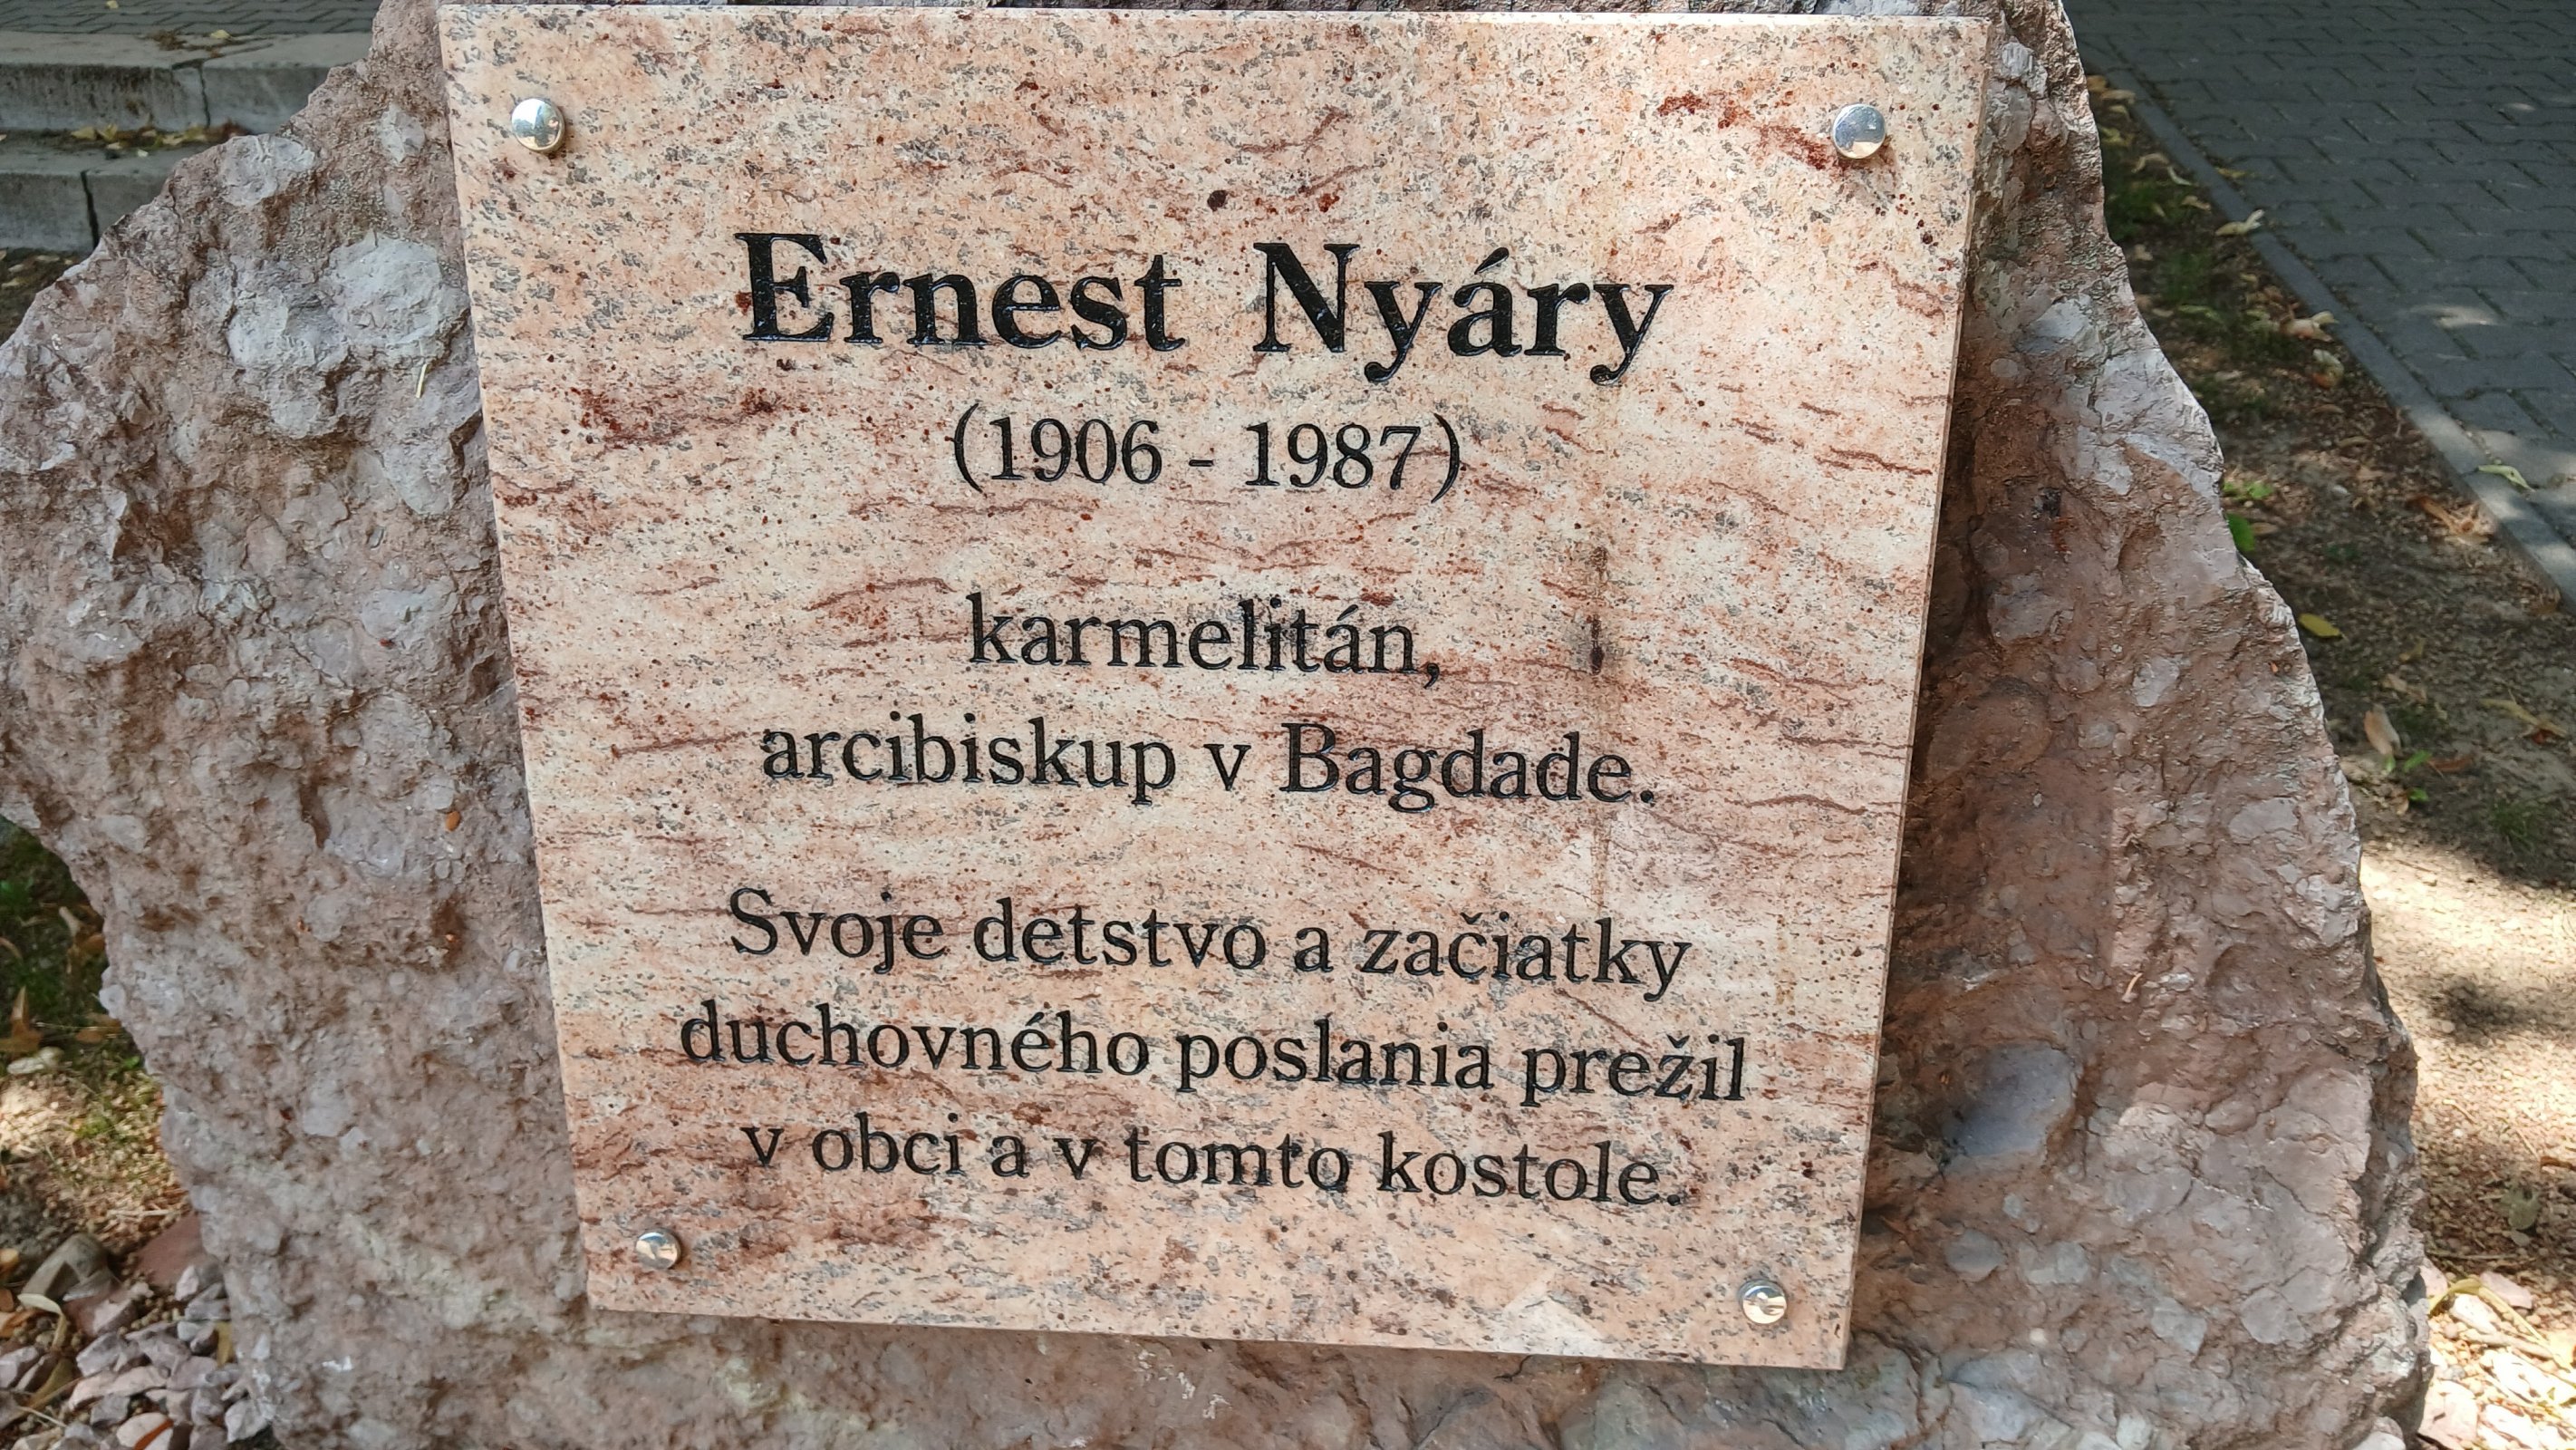 Ernest Nyáry
(1906 - 1987)
karmelitán,
arcibiskup v Bagdade.
Svoje detstvo a začiatky
duchovného poslania prežil
v obci a v tomto kostole.